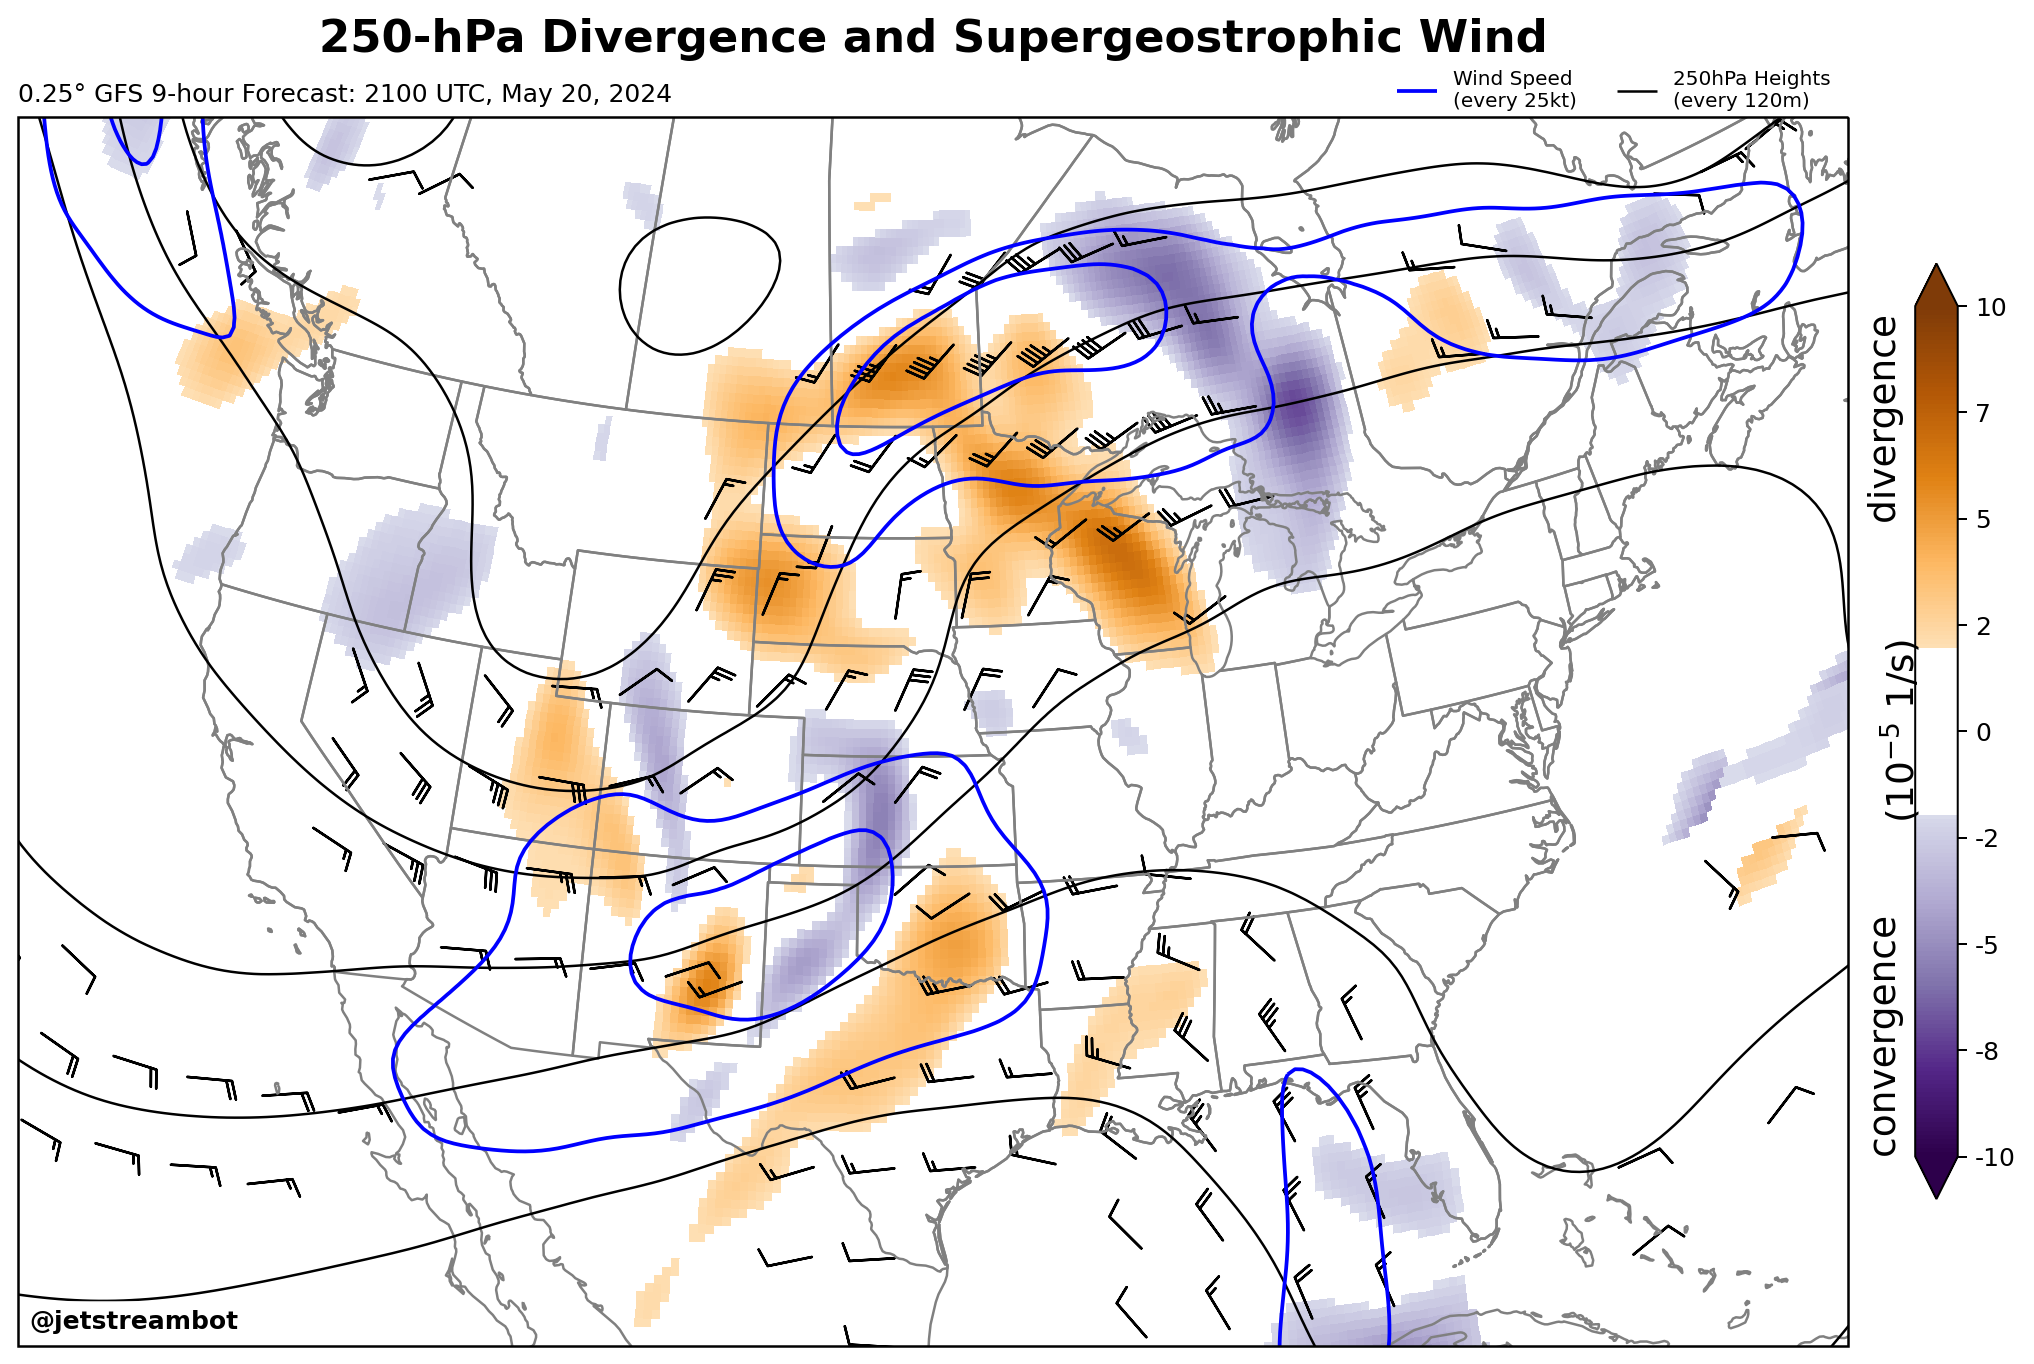 250-hPa Divergence and Supergeostrophic Wind
0.25° GFS 9-hour Forecast: 2100 UTC, May 20, 2024
Wind Speed
(every 25kt)
250hPa Heights
(every 120m)
divergence
(10⁻⁵ 1/s)
convergence
10
7
5
2
0
-2
-5
-8
-10
@jetstreambot